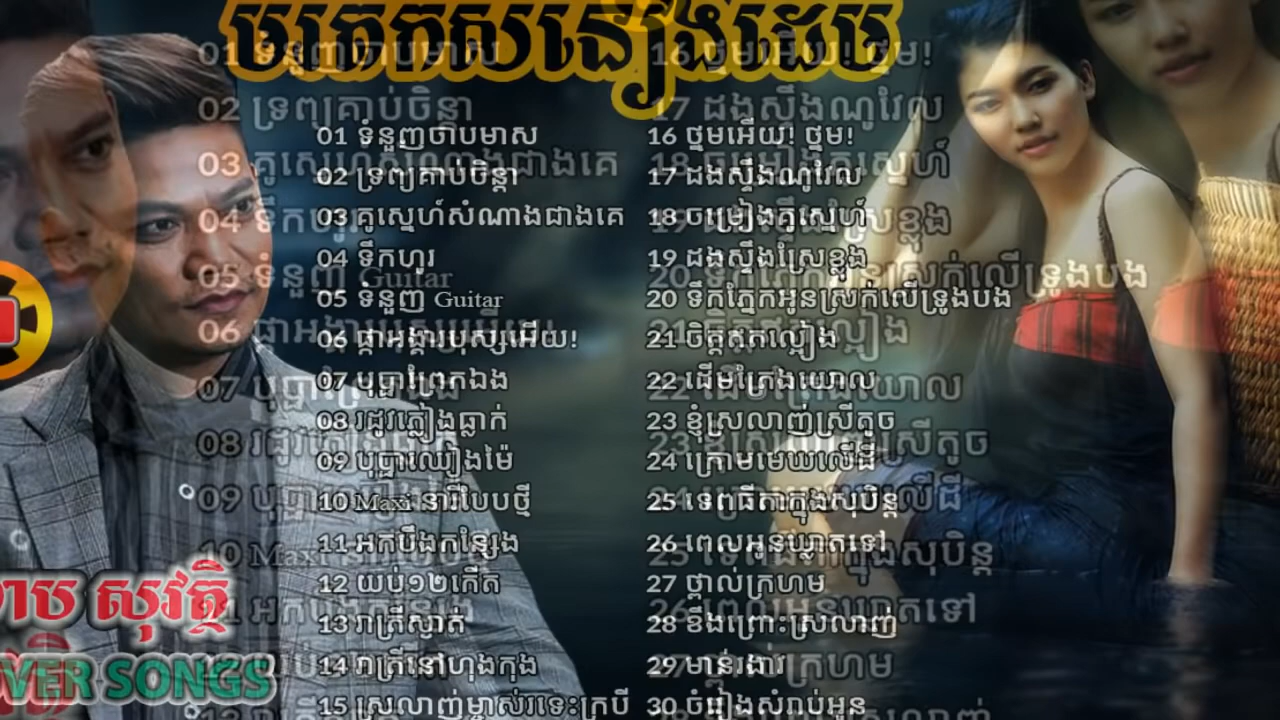 មត៌កសៀងដើម
01 ទំនួញចាបមាស
02 ទ្រព្យគាប់ចិន្តា
03 គូស្នេហ៍សំណាងជាងគេ
04 ទឹកហូរ
05 ទំនួញ Guitar
06 ផ្កាអង្គារបុស្សអើយ!
07 បុប្ផាព្រែកឯង
08 រដូវភ្លៀងធ្លាក់
09 បុប្ផាឈៀងម៉ៃ
10 Maxi នារីបែបថ្មី
11 អកបឹងកន្សែង
12 យប់១២កើត
13 រាត្រីស្ងាត់
14 រាត្រីនៅហុងកុង
15 ស្រលាញ់ម្ចាស់រទេះក្របី
16 ថ្មមអើយ! ថ្មម!
17 ដងស្ទឹងណូវែល
18 ចម្រៀងគូស្នេហ៍
19 ដងស្ទឹងស្រែខ្លុង
20 ទឹកភ្នែកអូនស្រក់លើទ្រូងបង
21 ចិត្តឥតល្អៀង
22 ដើមត្រែងយោល
23 ខ្ញុំស្រលាញ់ស្រីតូច
24 ក្រោមមេឃលើដី
25 ទេពធីតាក្នុងសុបិន្ត
26 ពេលអូនឃ្លាតទៅ
27 ថ្ពាល់ក្រហម
28 ខឹងព្រោះស្រលាញ់
29 មាន់រងាវ
30 ចំរៀងសំរាប់អូន
សុវត្ថិ
VER SONGS